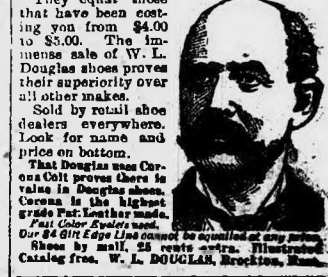 They equal those
that have been cost-
ing you from $4.00
to $5.00. The im-
mense sale of W. L.
Douglas shoes proves
their superiority over
all other makes.
Sold by retail shoe
dealers everywhere.
Look for name and
price on bottom.
That Douglas uses Cor-
ona Colt proves there is
value in Douglas shoes.
Corona is the highest
grade Pat. Leather made.
Fast Color Eyelets used.
Our $4 Gilt Edge Line cannot be equalled at any price.
Shoes by mail, 25 cents extra. Illustrated
Catalog free. W. L. DOUGLAS, Brockton, Mass.